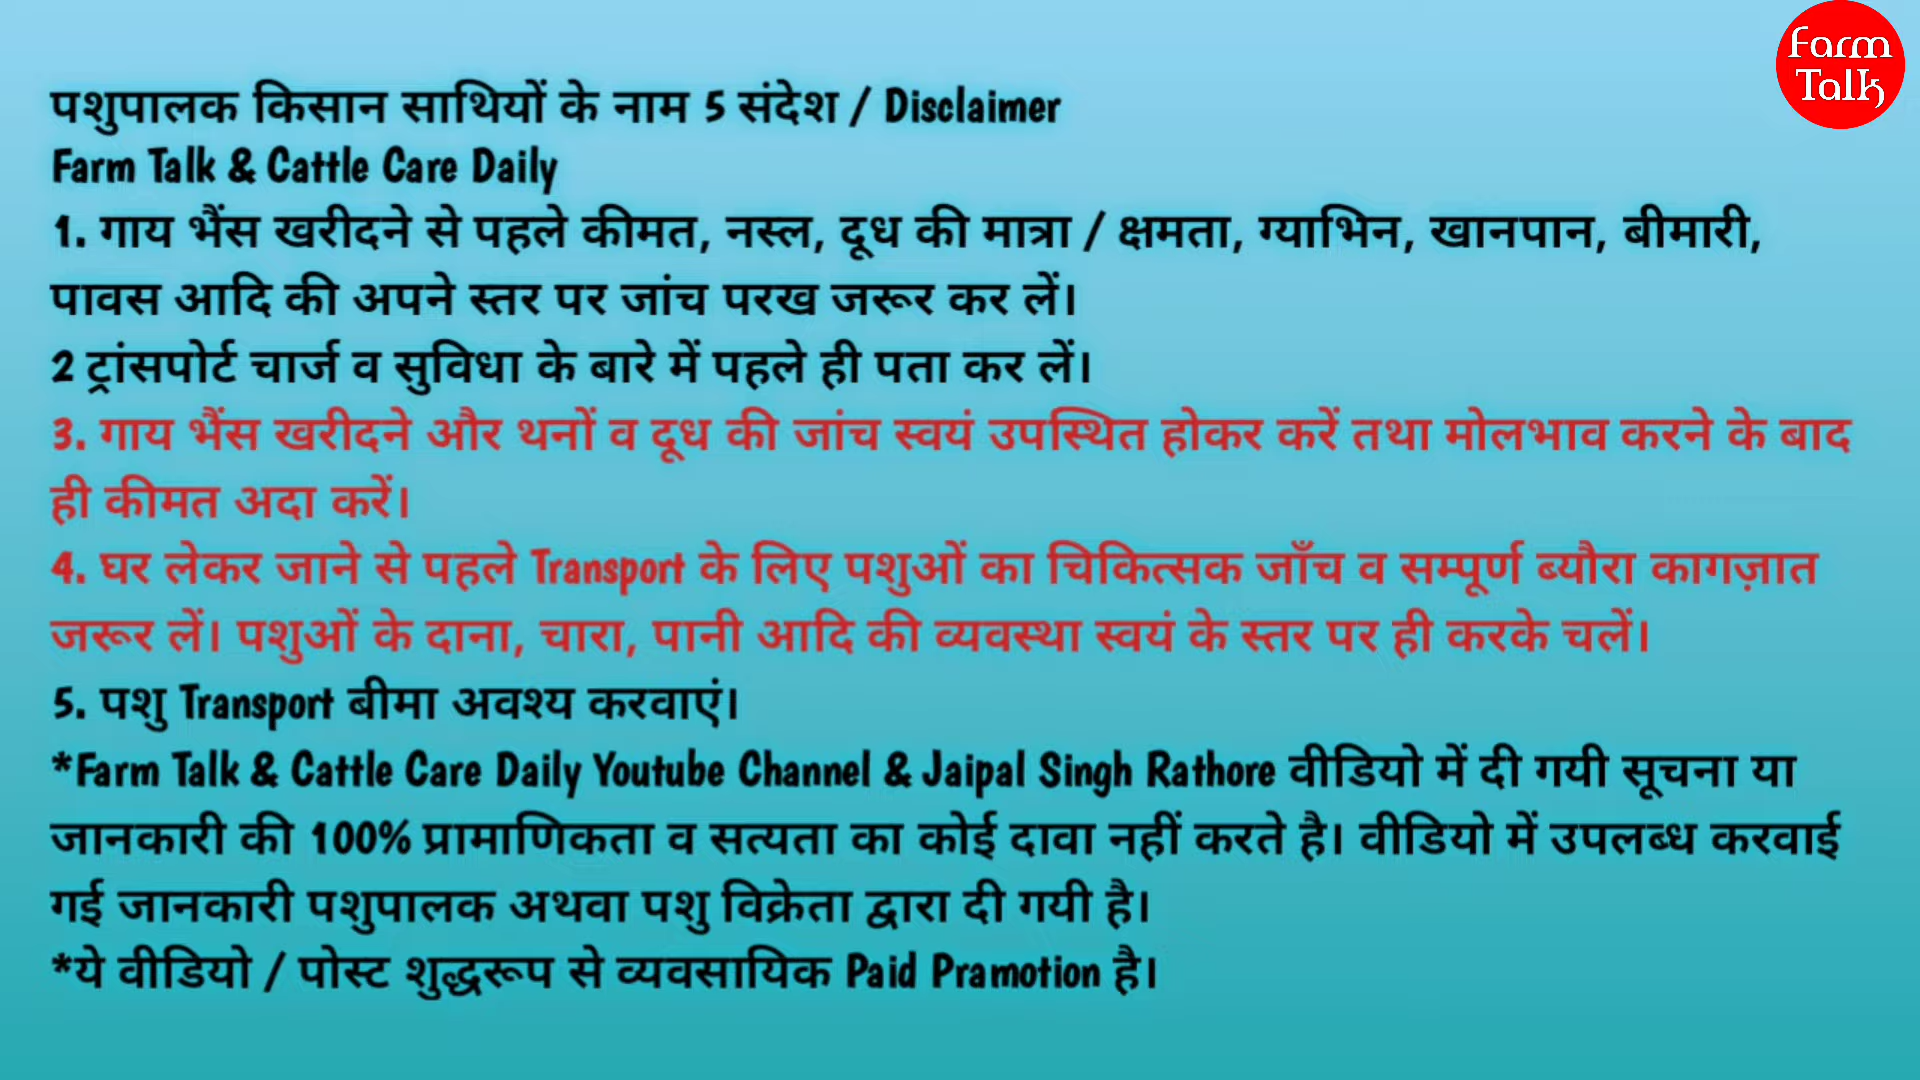 Farm
Talk
पशुपालक किसान साथियों के नाम 5 संदेश / Disclaimer
Farm Talk & Cattle Care Daily
1. गाय भैंस खरीदने से पहले कीमत, नस्ल, दूध की मात्रा / क्षमता, ग्याभिन, खानपान, बीमारी,
पावस आदि की अपने स्तर पर जांच परख जरूर कर लें।
2 ट्रांसपोर्ट चार्ज व सुविधा के बारे में पहले ही पता कर लें।
3. गाय भैंस खरीदने और थनों व दूध की जांच स्वयं उपस्थित होकर करें तथा मोलभाव करने के बाद
ही कीमत अदा करें।
4. घर लेकर जाने से पहले Transport के लिए पशुओं का चिकित्सक जाँच व सम्पूर्ण ब्यौरा कागज़ात
जरूर लें। पशुओं के दाना, चारा, पानी आदि की व्यवस्था स्वयं के स्तर पर ही करके चलें।
5. पशु Transport बीमा अवश्य करवाएं।
*Farm Talk & Cattle Care Daily Youtube Channel & Jaipal Singh Rathore वीडियो में दी गयी सूचना या
जानकारी की 100% प्रामाणिकता व सत्यता का कोई दावा नहीं करते है। वीडियो में उपलब्ध करवाई
गई जानकारी पशुपालक अथवा पशु विक्रेता द्वारा दी गयी है।
*ये वीडियो / पोस्ट शुद्धरूप से व्यवसायिक Paid Pramotion है।